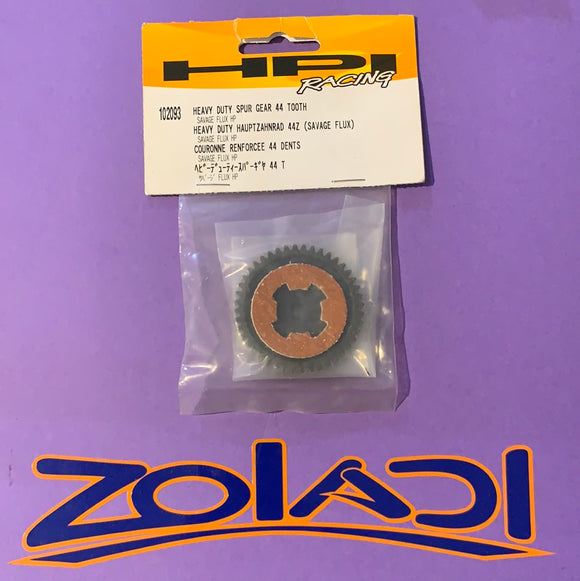 HPI
RACING
102093
HEAVY DUTY SPUR GEAR 44 TOOTH
SAVAGE FLUX HP
HEAVY DUTY HAUPTZAHNRAD 44Z (SAVAGE FLUX)
SAVAGE FLUX HP
COURONNE RENFORCEE 44 DENTS
SAVAGE FLUX HP
ヘビーデューティースパーギヤ 44 T
サベージ FLUX HP
ZOIADI